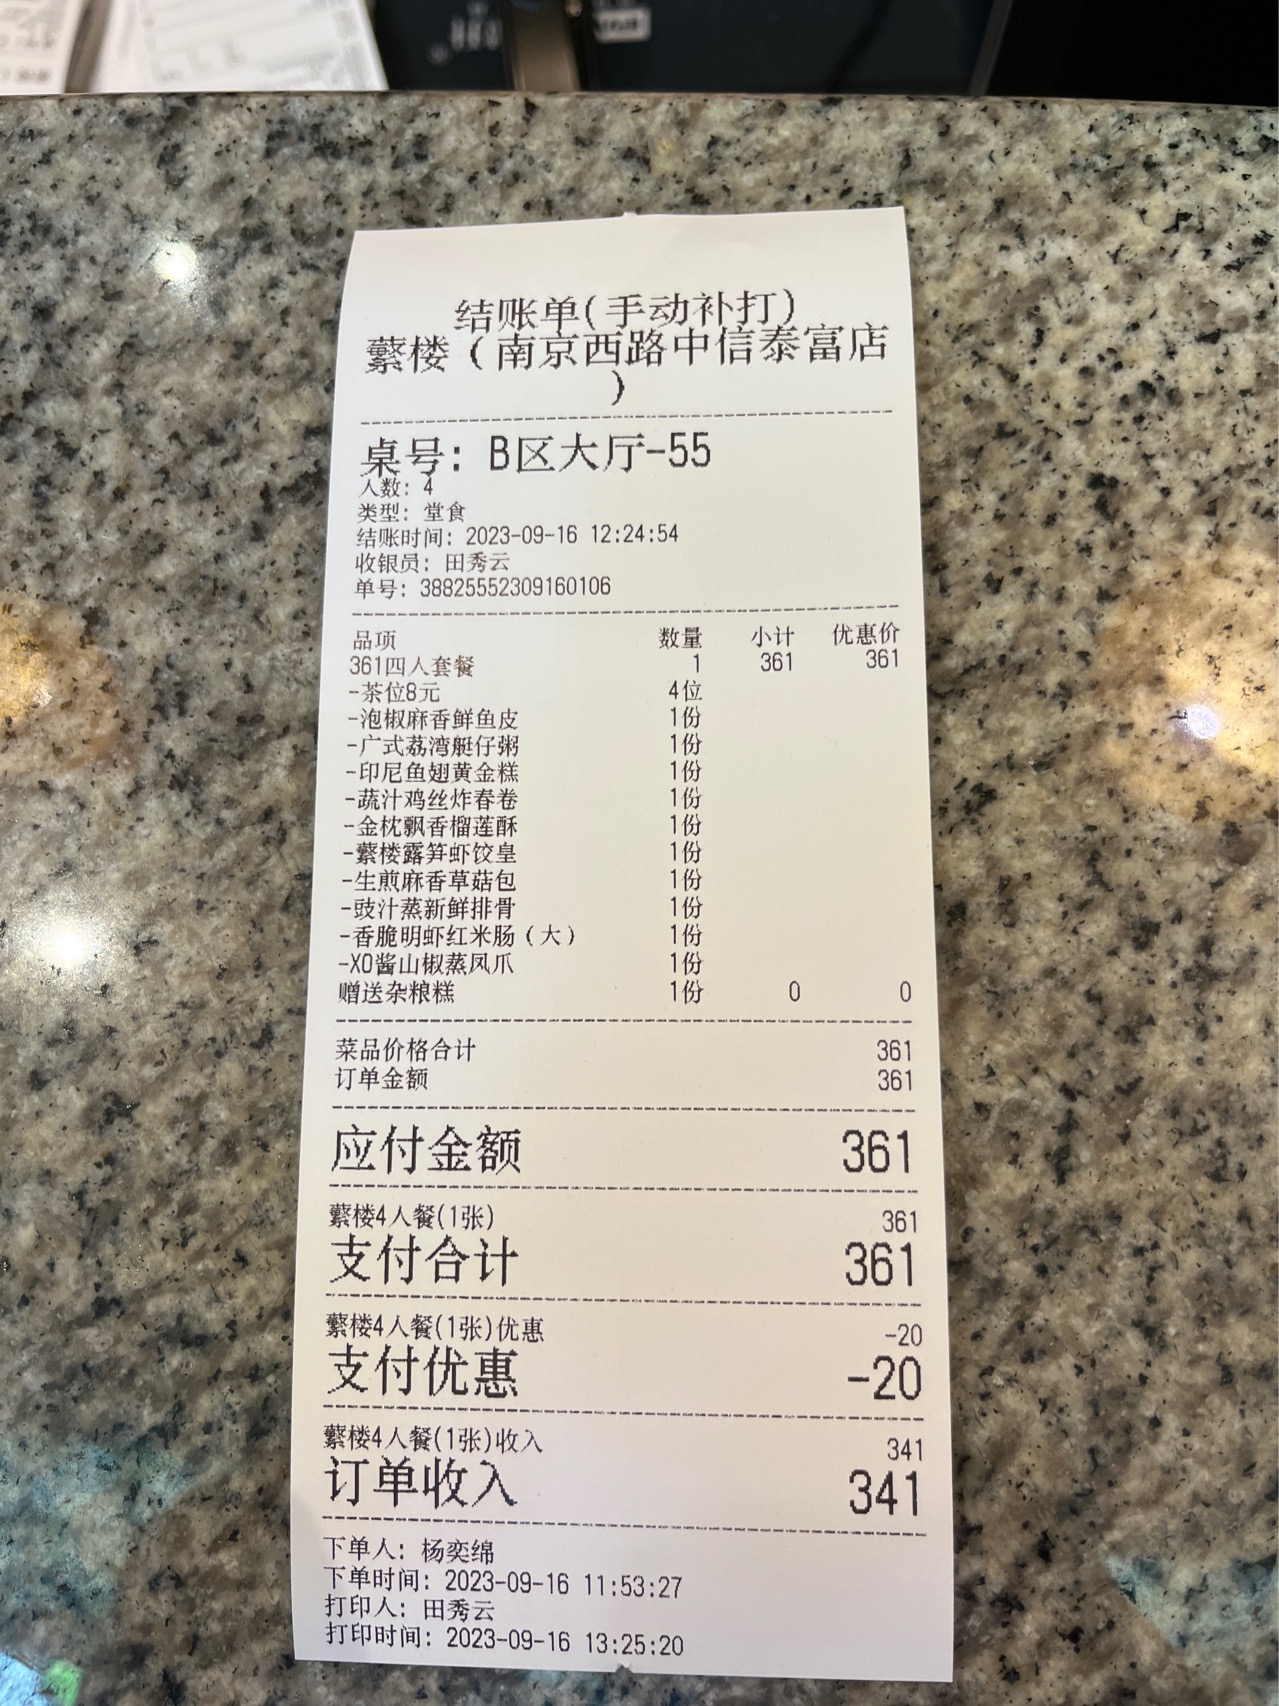 结账单(手动补打)
蘩楼（南京西路中信泰富店
）
桌号: B区大厅-55
人数: 4
类型: 堂食
结账时间: 2023-09-16 12:24:54
收银员: 田秀云
单号: 38825552309160106
品项 数量 小计 优惠价
361四人套餐 1 361 361
-茶位8元 4位
-泡椒麻香鲜鱼皮 1份
-广式荔湾艇仔粥 1份
-印尼鱼翅黄金糕 1份
-蔬汁鸡丝炸春卷 1份
-金枕飘香榴莲酥 1份
-蘩楼露笋虾饺皇 1份
-生煎麻香草菇包 1份
-豉汁蒸新鲜排骨 1份
-香脆明虾红米肠（大） 1份
-XO酱山椒蒸凤爪 1份
赠送杂粮糕 1份 0 0
菜品价格合计 361
订单金额 361
应付金额 361
蘩楼4人餐(1张) 361
支付合计 361
蘩楼4人餐(1张)优惠 -20
支付优惠 -20
蘩楼4人餐(1张)收入 341
订单收入 341
下单人: 杨奕绵
下单时间: 2023-09-16 11:53:27
打印人: 田秀云
打印时间: 2023-09-16 13:25:20